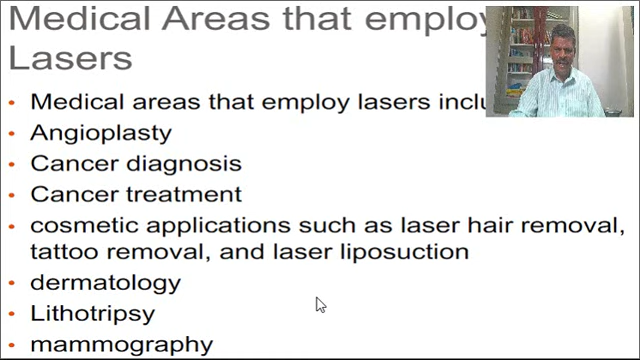 Medical Areas that employ
Lasers
• Medical areas that employ lasers
• Angioplasty
• Cancer diagnosis
• Cancer treatment
• cosmetic applications such as laser hair removal,
tattoo removal, and laser liposuction
• dermatology
• Lithotripsy
• mammography